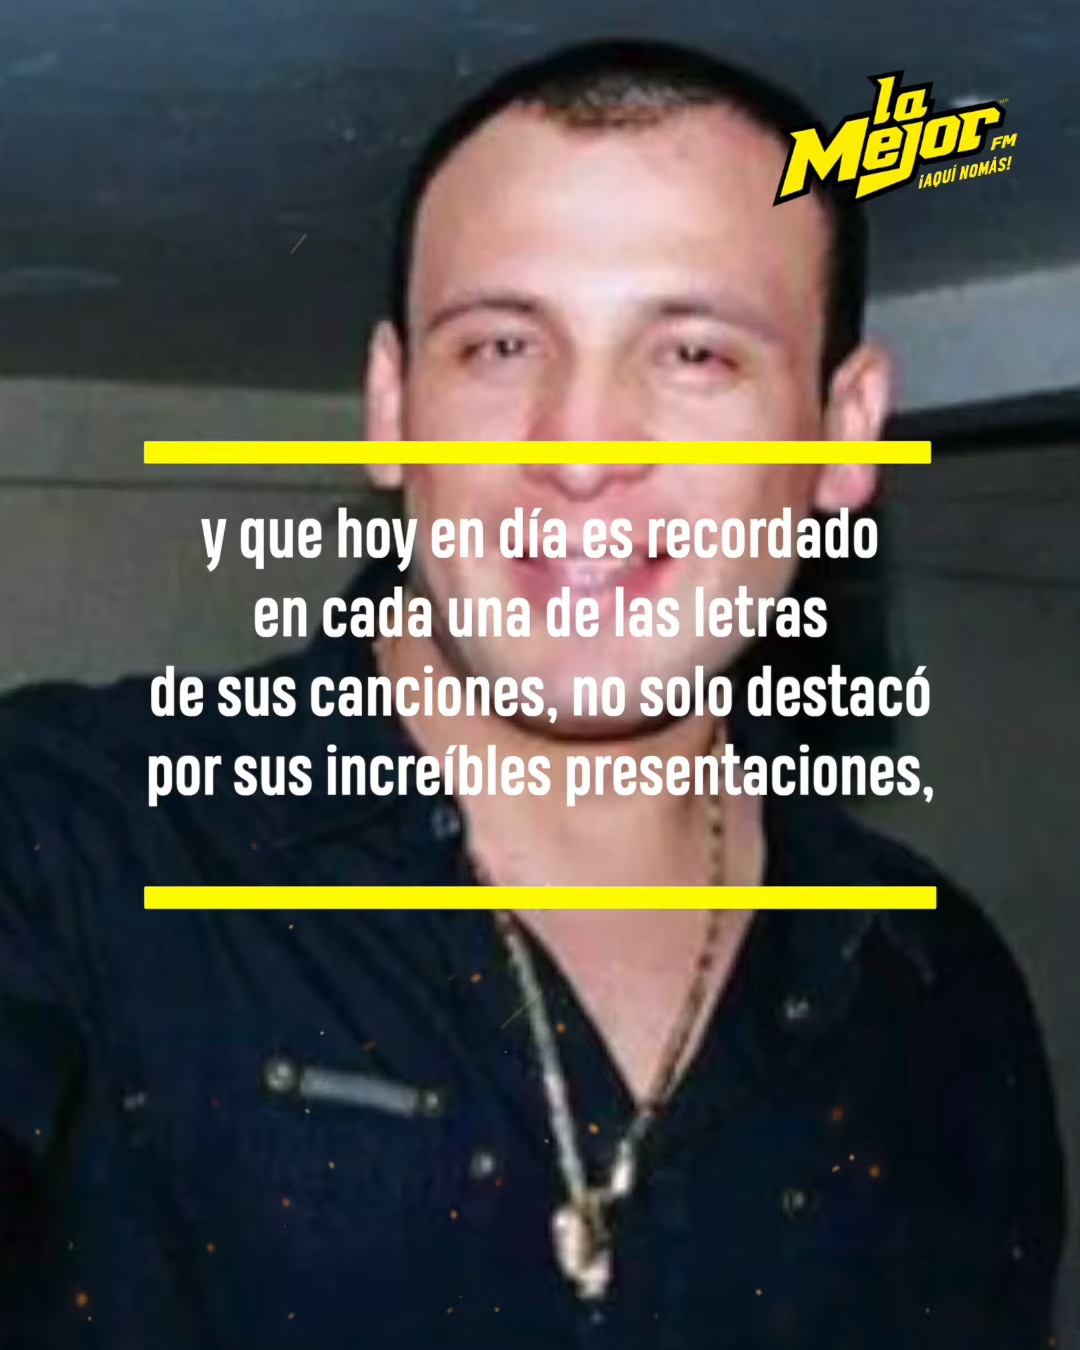 la
Mejor FM
¡AQUÍ NOMÁS!
y que hoy en día es recordado
en cada una de las letras
de sus canciones, no solo destacó
por sus increíbles presentaciones,